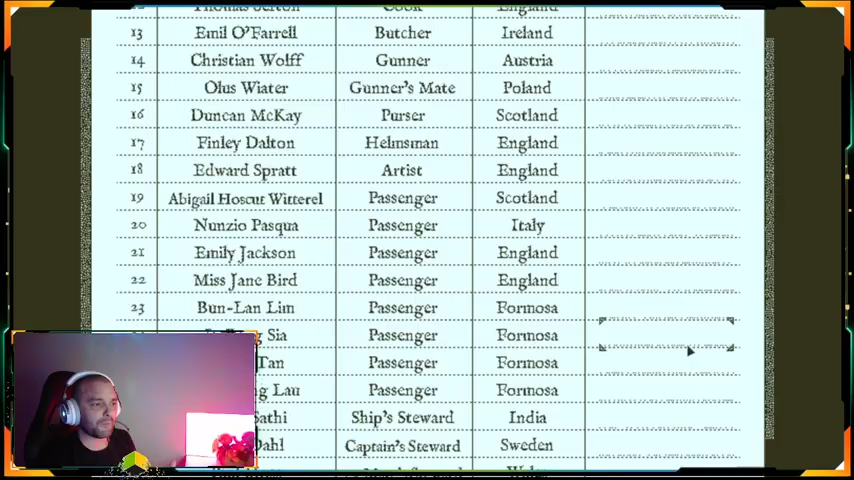 Thomas Sefton Cook England
13 Emil O'Farrell Butcher Ireland
14 Christian Wolff Gunner Austria
15 Olus Wiater Gunner's Mate Poland
16 Duncan McKay Purser Scotland
17 Finley Dalton Helmsman England
18 Edward Spratt Artist England
19 Abigail Hoscut Witterel Passenger Scotland
20 Nunzio Pasqua Passenger Italy
21 Emily Jackson Passenger England
22 Miss Jane Bird Passenger England
23 Bun-Lan Lim Passenger Formosa
Sia Passenger Formosa
Tan Passenger Formosa
Lau Passenger Formosa
Sathi Ship's Steward India
Dahl Captain's Steward Sweden